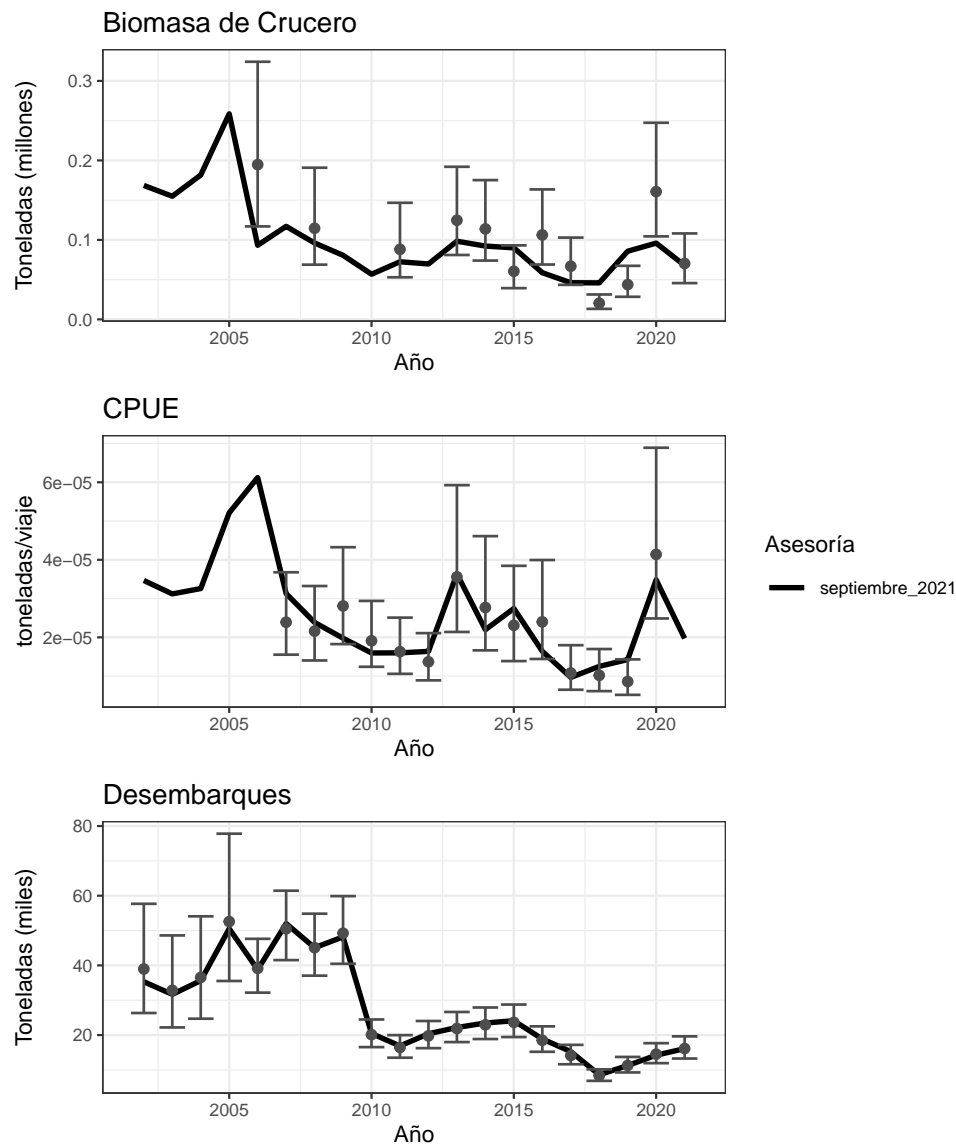 Biomasa de Crucero
Toneladas (millones)
0.3
0.2
0.1
0.0
2005 2010 2015 2020
Año
CPUE
toneladas/viaje
6e−05
4e−05
2e−05
2005 2010 2015 2020
Año
Asesoría
septiembre_2021
Desembarques
Toneladas (miles)
80
60
40
20
2005 2010 2015 2020
Año